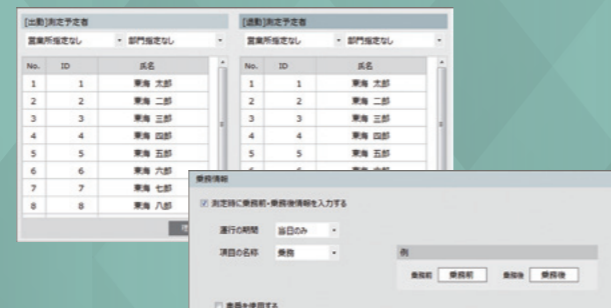 [出勤]測定予定者
営業所指定なし 部門指定なし
No. ID 氏名
1 1 東海 太郎
2 2 東海 二郎
3 3 東海 三郎
4 4 東海 四郎
5 5 東海 五郎
6 6 東海 六郎
7 7 東海 七郎
8 8 東海 八郎
[退勤]測定予定者
営業所指定なし 部門指定なし
No. ID 氏名
1 1 東海 太郎
2 2 東海 二郎
3 3 東海 三郎
4 4 東海 四郎
5 5 東海 五郎
6 6
乗務情報
測定時に乗務前・乗務後情報を入力する
運行の期間 当日のみ
項目の名称 乗務
例
乗務前 乗務前 乗務後 乗務後
車両を使用する